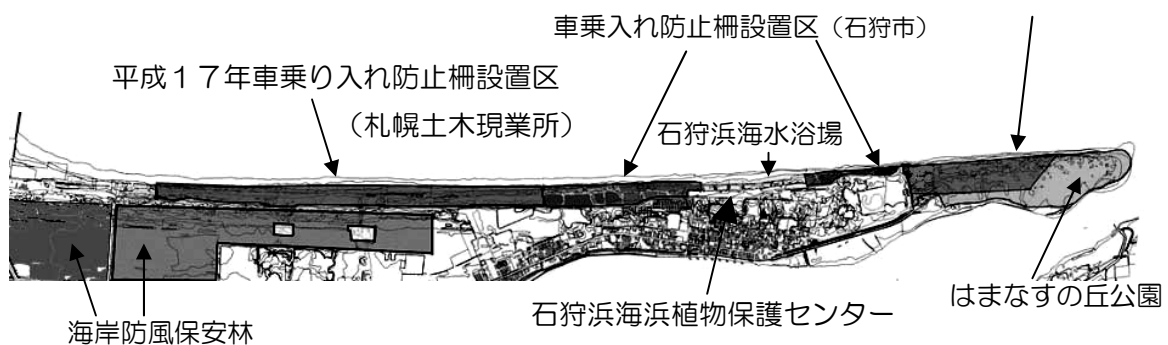 車乗入れ防止柵設置区（石狩市）
平成１７年車乗り入れ防止柵設置区
（札幌土木現業所）
石狩浜海水浴場
はまなすの丘公園
石狩浜海浜植物保護センター
海岸防風保安林